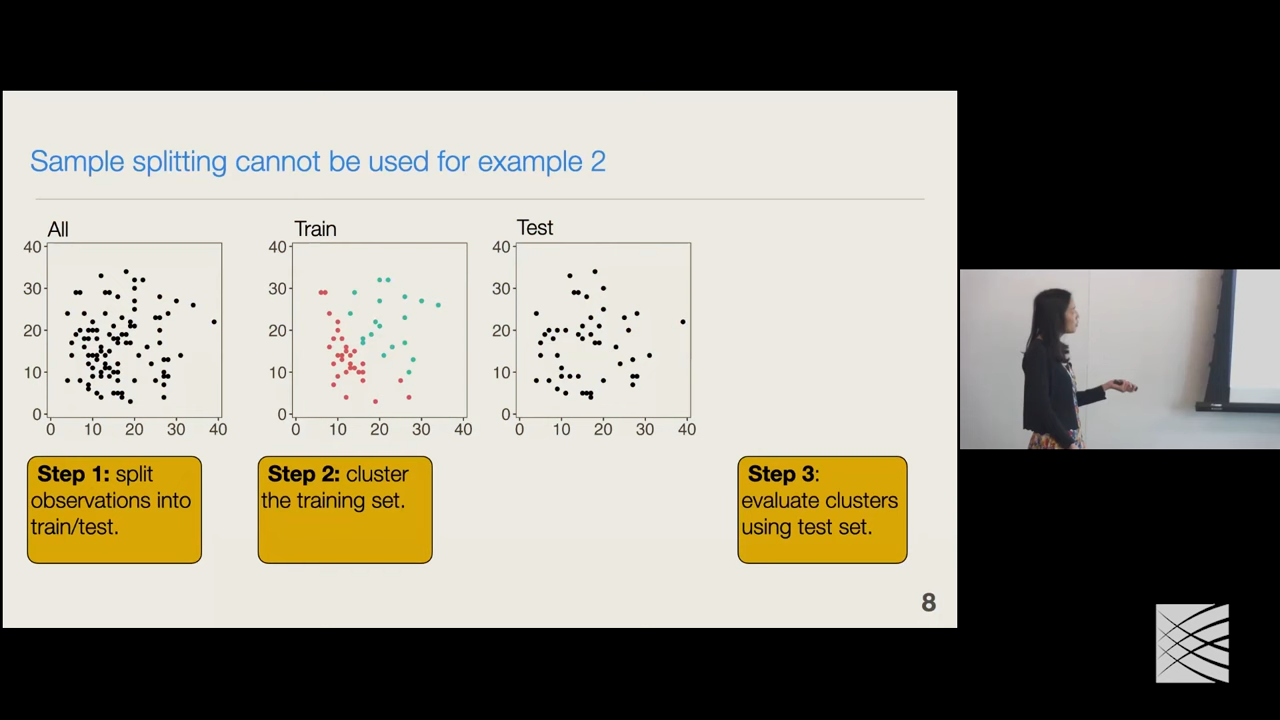 Sample splitting cannot be used for example 2
All
Train
Test
40
30
20
10
0
0 10 20 30 40
40
30
20
10
0
0 10 20 30 40
40
30
20
10
0
0 10 20 30 40
Step 1: split
observations into
train/test.
Step 2: cluster
the training set.
Step 3:
evaluate clusters
using test set.
8